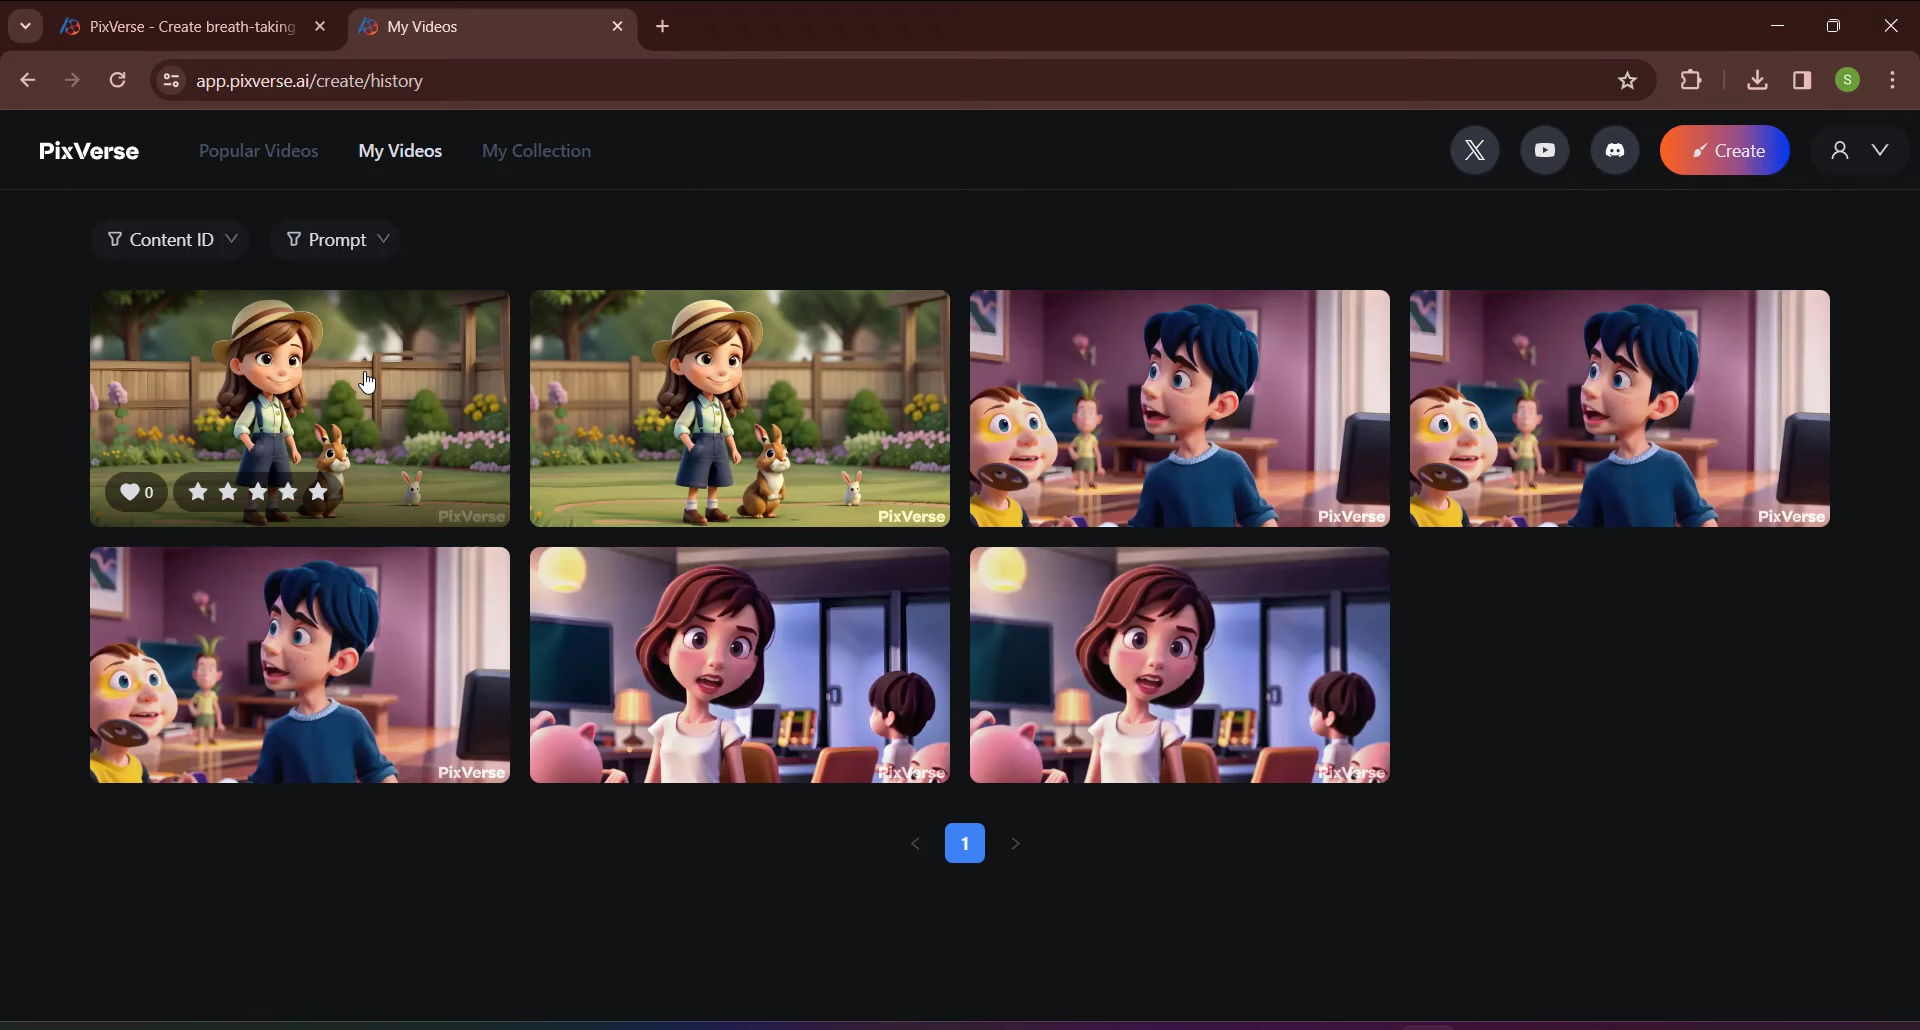 PixVerse - Create breath-taking
My Videos
app.pixverse.ai/create/history
S
PixVerse
Popular Videos
My Videos
My Collection
Create
Content ID
Prompt
0
PixVerse
PixVerse
PixVerse
PixVerse
PixVerse
PixVerse
PixVerse
1